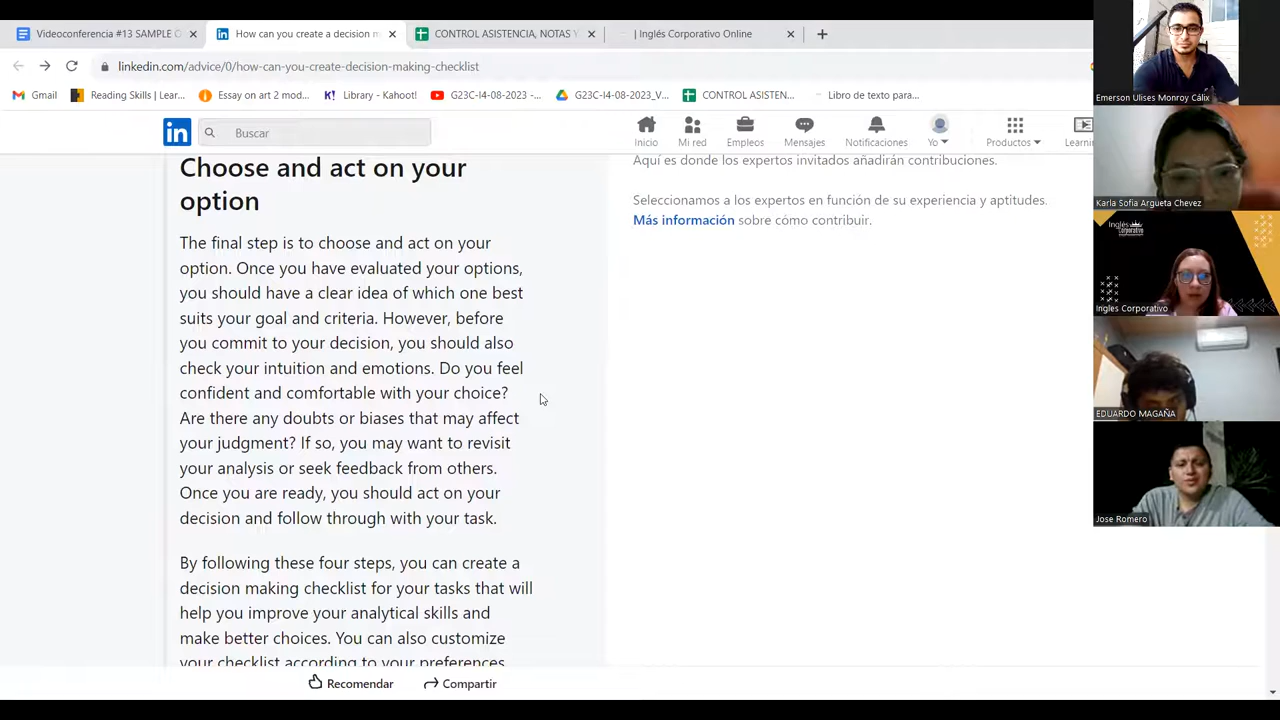 Videoconferencia #13 SAMPLE C
How can you create a decision m
CONTROL ASISTENCIA, NOTAS Y
| Inglés Corporativo Online
linkedin.com/advice/0/how-can-you-create-decision-making-checklist
Gmail
Reading Skills | Lear...
Essay on art 2 mod...
Library - Kahoot!
G23C-I4-08-2023 -...
G23C-I4-08-2023_V...
CONTROL ASISTEN...
Libro de texto para...
in
Buscar
Inicio
Mi red
Empleos
Mensajes
Notificaciones
Yo
Productos
Learnin
Choose and act on your
option
The final step is to choose and act on your
option. Once you have evaluated your options,
you should have a clear idea of which one best
suits your goal and criteria. However, before
you commit to your decision, you should also
check your intuition and emotions. Do you feel
confident and comfortable with your choice?
Are there any doubts or biases that may affect
your judgment? If so, you may want to revisit
your analysis or seek feedback from others.
Once you are ready, you should act on your
decision and follow through with your task.
By following these four steps, you can create a
decision making checklist for your tasks that will
help you improve your analytical skills and
make better choices. You can also customize
your checklist according to your preferences
Aquí es donde los expertos invitados añadirán contribuciones.
Seleccionamos a los expertos en función de su experiencia y aptitudes.
Más información sobre cómo contribuir.
Recomendar
Compartir
Emerson Ulises Monroy Cálix
Karla Sofía Argueta Chevez
Inglés
Corporativo
Ingles Corporativo
EDUARDO MAGAÑA
Jose Romero